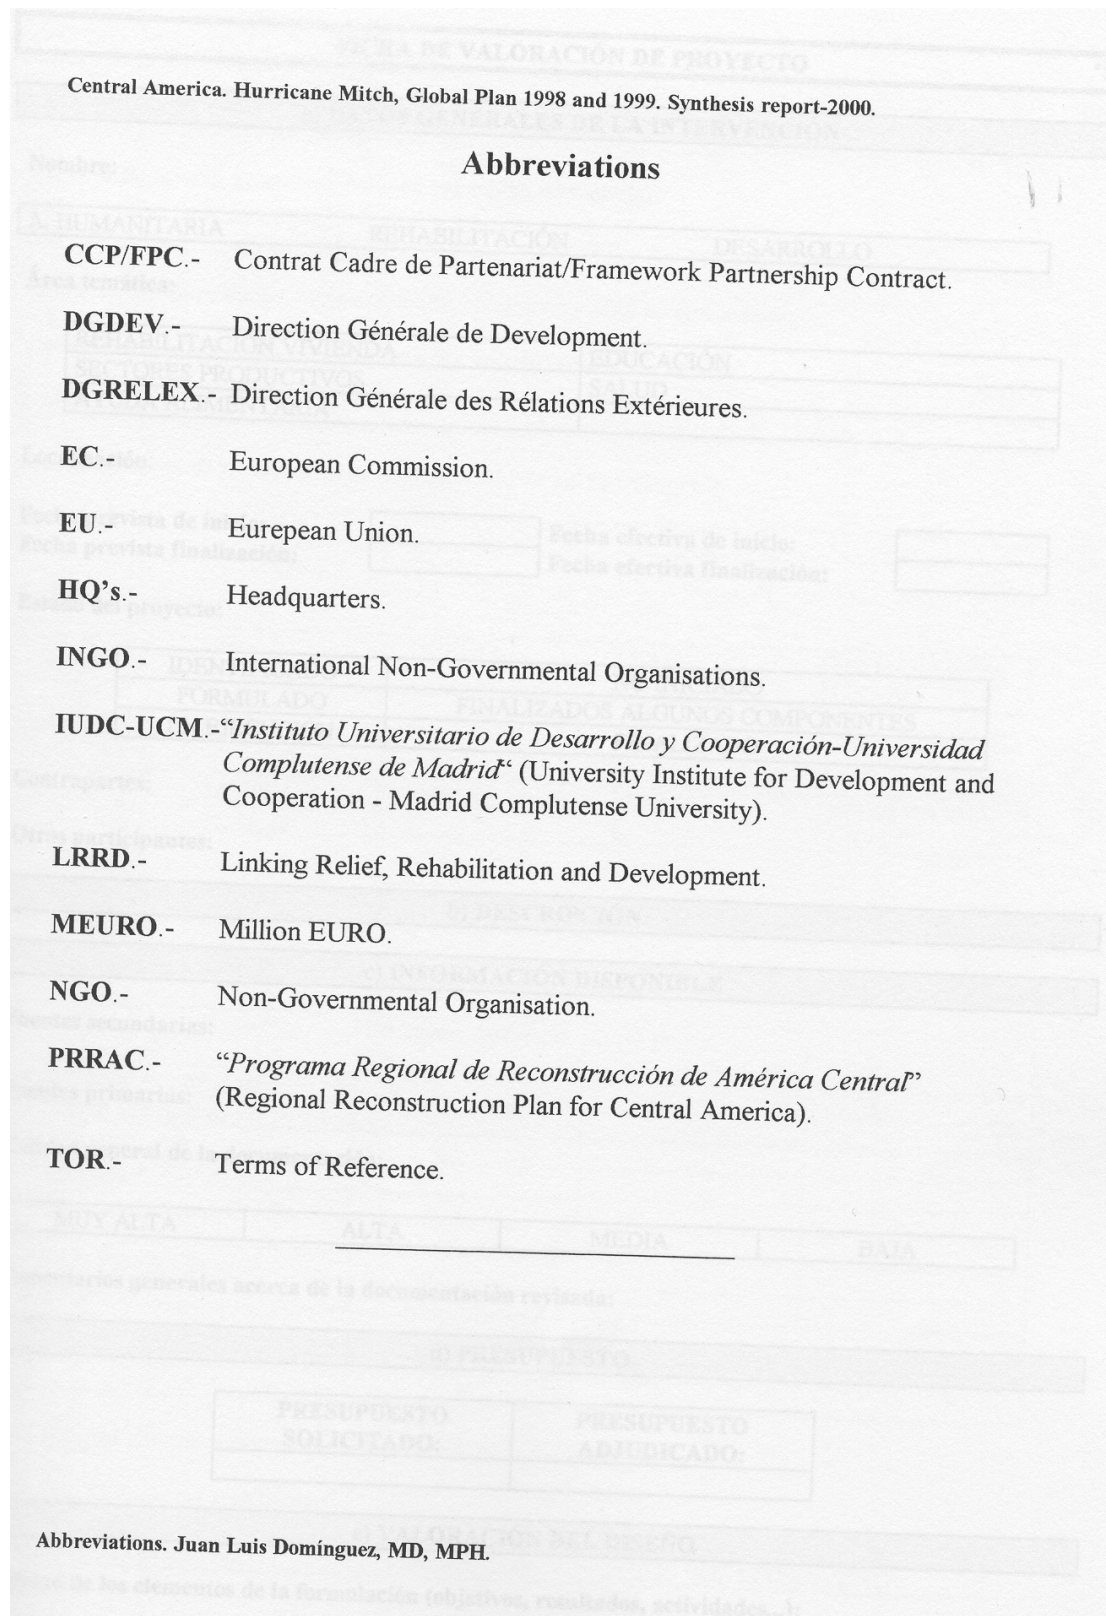 Central America. Hurricane Mitch, Global Plan 1998 and 1999. Synthesis report-2000.
Abbreviations
CCP/FPC.- Contrat Cadre de Partenariat/Framework Partnership Contract.
DGDEV.- Direction Générale de Development.
DGRELEX.- Direction Générale des Rélations Extérieures.
EC.- European Commission.
EU.- Eurepean Union.
HQ's.- Headquarters.
INGO.- International Non-Governmental Organisations.
IUDC-UCM.-“Instituto Universitario de Desarrollo y Cooperación-Universidad
Complutense de Madrid“ (University Institute for Development and
Cooperation - Madrid Complutense University).
LRRD.- Linking Relief, Rehabilitation and Development.
MEURO.- Million EURO.
NGO.- Non-Governmental Organisation.
PRRAC.- “Programa Regional de Reconstrucción de América Central”
(Regional Reconstruction Plan for Central America).
TOR.- Terms of Reference.
Abbreviations. Juan Luis Domínguez, MD, MPH.